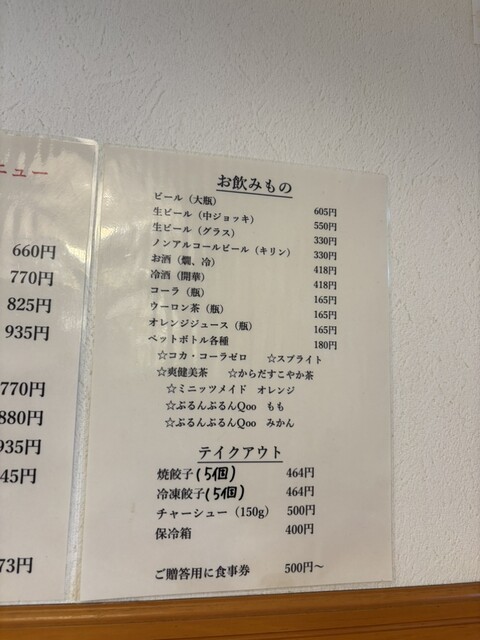 ニュー
660円
770円
825円
935円
770円
880円
935円
45円
73円
お飲みもの
ビール（大瓶） 605円
生ビール（中ジョッキ） 550円
生ビール（グラス） 330円
ノンアルコールビール（キリン） 330円
お酒（燗、冷） 418円
冷酒（開華） 418円
コーラ（瓶） 165円
ウーロン茶（瓶） 165円
オレンジジュース（瓶） 165円
ペットボトル各種 180円
☆コカ・コーラゼロ ☆スプライト
☆爽健美茶 ☆からだすこやか茶
☆ミニッツメイド オレンジ
☆ぷるんぷるんQoo もも
☆ぷるんぷるんQoo みかん
テイクアウト
焼餃子(5個) 464円
冷凍餃子(5個) 464円
チャーシュー（150g） 500円
保冷箱 400円
ご贈答用に食事券 500円～